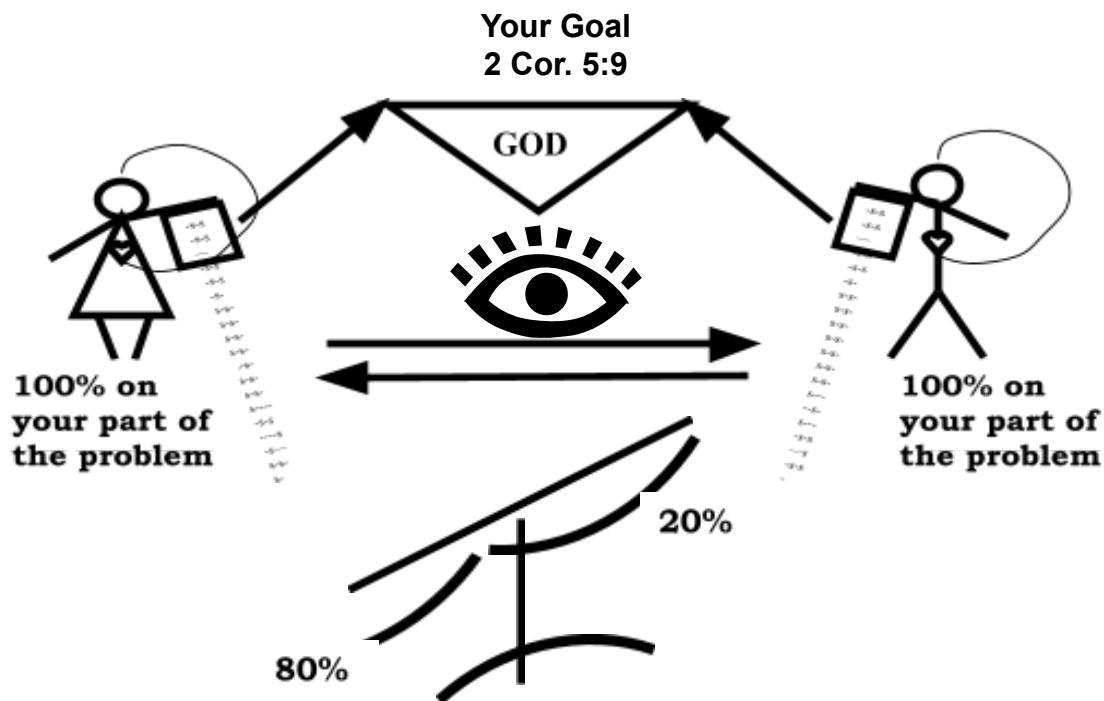 Your Goal
2 Cor. 5:9
GOD
100% on
your part of
the problem
100% on
your part of
the problem
20%
80%